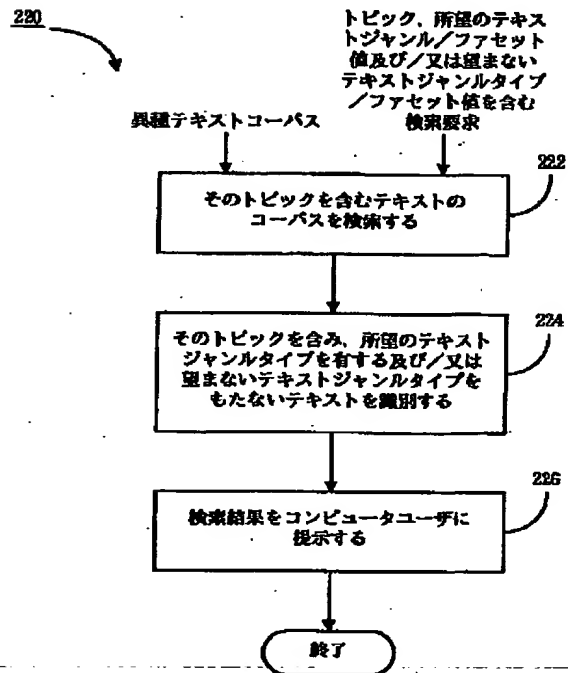 220
トピック、所望のテキス
トジャンル/ファセット
値及び/又は望まない
テキストジャンルタイプ
/ファセット値を含む
検索要求
異種テキストコーパス
222
そのトピックを含むテキストの
コーパスを検索する
224
そのトピックを含み、所望のテキスト
ジャンルタイプを有する及び/又は
望まないテキストジャンルタイプを
もたないテキストを識別する
226
検索結果をコンピュータユーザに
提示する
終了